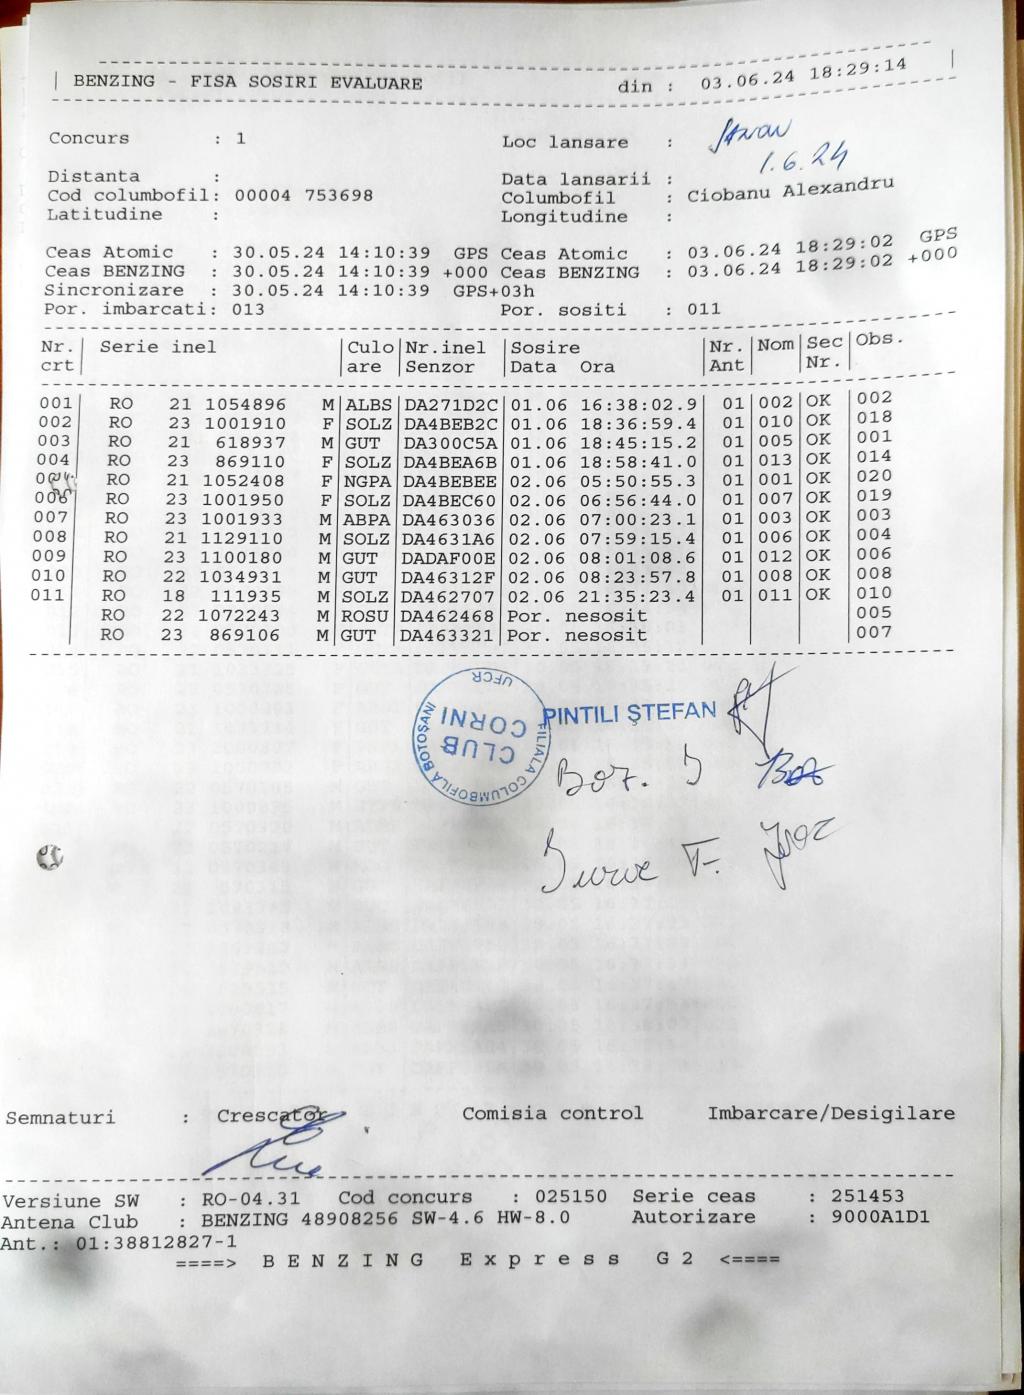 | BENZING - FISA SOSIRI EVALUARE din : 03.06.24 18:29:14 |
Concurs : 1 Loc lansare :
1.6.24
Distanta : Data lansarii :
Cod columbofil: 00004 753698 Columbofil : Ciobanu Alexandru
Latitudine : Longitudine :
Ceas Atomic : 30.05.24 14:10:39 GPS Ceas Atomic : 03.06.24 18:29:02 GPS
Ceas BENZING : 30.05.24 14:10:39 +000 Ceas BENZING : 03.06.24 18:29:02 +000
Sincronizare : 30.05.24 14:10:39 GPS+03h
Por. imbarcati: 013 Por. sositi : 011
Nr. | Serie inel |Culo|Nr.inel |Sosire |Nr.|Nom|Sec|Obs.
crt| |are |Senzor |Data Ora |Ant| |Nr.|
001 RO 21 1054896 M|ALBS|DA271D2C|01.06 16:38:02.9| 01|002|OK |002
002 RO 23 1001910 F|SOLZ|DA4BEB2C|01.06 18:36:59.4| 01|010|OK |018
003 RO 21 618937 M|GUT |DA300C5A|01.06 18:45:15.2| 01|005|OK |001
004 RO 23 869110 F|SOLZ|DA4BEA6B|01.06 18:58:41.0| 01|013|OK |014
005 RO 21 1052408 F|NGPA|DA4BEBEE|02.06 05:50:55.3| 01|001|OK |020
006 RO 23 1001950 F|SOLZ|DA4BEC60|02.06 06:56:44.0| 01|007|OK |019
007 RO 23 1001933 M|ABPA|DA463036|02.06 07:00:23.1| 01|003|OK |003
008 RO 21 1129110 M|SOLZ|DA4631A6|02.06 07:59:15.4| 01|006|OK |004
009 RO 23 1100180 M|GUT |DADAF00E|02.06 08:01:08.6| 01|012|OK |006
010 RO 22 1034931 M|GUT |DA46312F|02.06 08:23:57.8| 01|008|OK |008
011 RO 18 111935 M|SOLZ|DA462707|02.06 21:35:23.4| 01|011|OK |010
RO 22 1072243 M|ROSU|DA462468|Por. nesosit | | | |005
RO 23 869106 M|GUT |DA463321|Por. nesosit | | | |007
FILIALA COLUMBOFILĂ BOTOŞANI
UFCR
CLUB
CORNI
PINTILI ŞTEFAN
Semnaturi : Crescator Comisia control Imbarcare/Desigilare
Versiune SW : RO-04.31 Cod concurs : 025150 Serie ceas : 251453
Antena Club : BENZING 48908256 SW-4.6 HW-8.0 Autorizare : 9000A1D1
Ant.: 01:38812827-1
====> B E N Z I N G E x p r e s s G 2 <====